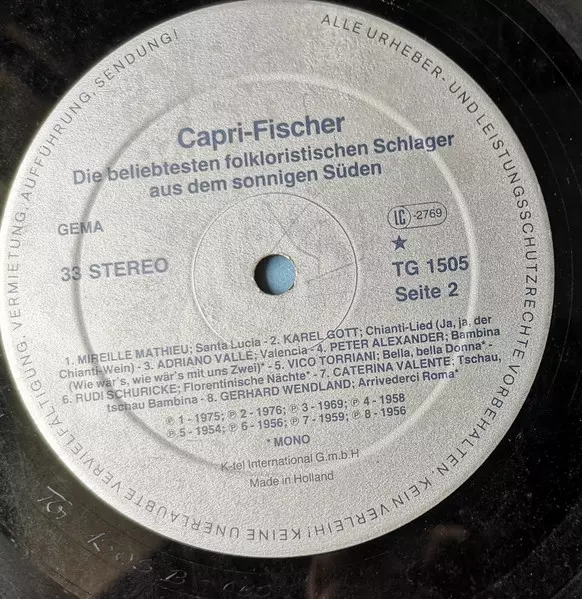 ALLE URHEBER- UND LEISTUNGSSCHUTZRECHTE VORBEHALTEN. KEIN VERLEIH! KEINE UNERLAUBTE VERVIELFÄLTIGUNG, VERMIETUNG, AUFFÜHRUNG, SENDUNG!
Capri-Fischer
Die beliebtesten folkloristischen Schlager
aus dem sonnigen Süden
GEMA
LC -2769
33 STEREO
TG 1505
Seite 2
1. MIREILLE MATHIEU; Santa Lucia - 2. KAREL GOTT; Chianti-Lied (Ja, ja, der
Chianti-Wein) - 3. ADRIANO VALLE; Valencia - 4. PETER ALEXANDER; Bambina
(Wie wär's, wie wär's mit uns Zwei)* - 5. VICO TORRIANI; Bella, bella Donna* -
6. RUDI SCHURICKE; Florentinische Nächte* - 7. CATERINA VALENTE; Tschau,
tschau Bambina - 8. GERHARD WENDLAND; Arrivederci Roma*
℗ 1 - 1975; ℗ 2 - 1976; ℗ 3 - 1969; ℗ 4 - 1958
℗ 5 - 1954; ℗ 6 - 1956; ℗ 7 - 1959; ℗ 8 - 1956
* MONO
K-tel International G.m.b.H
Made in Holland